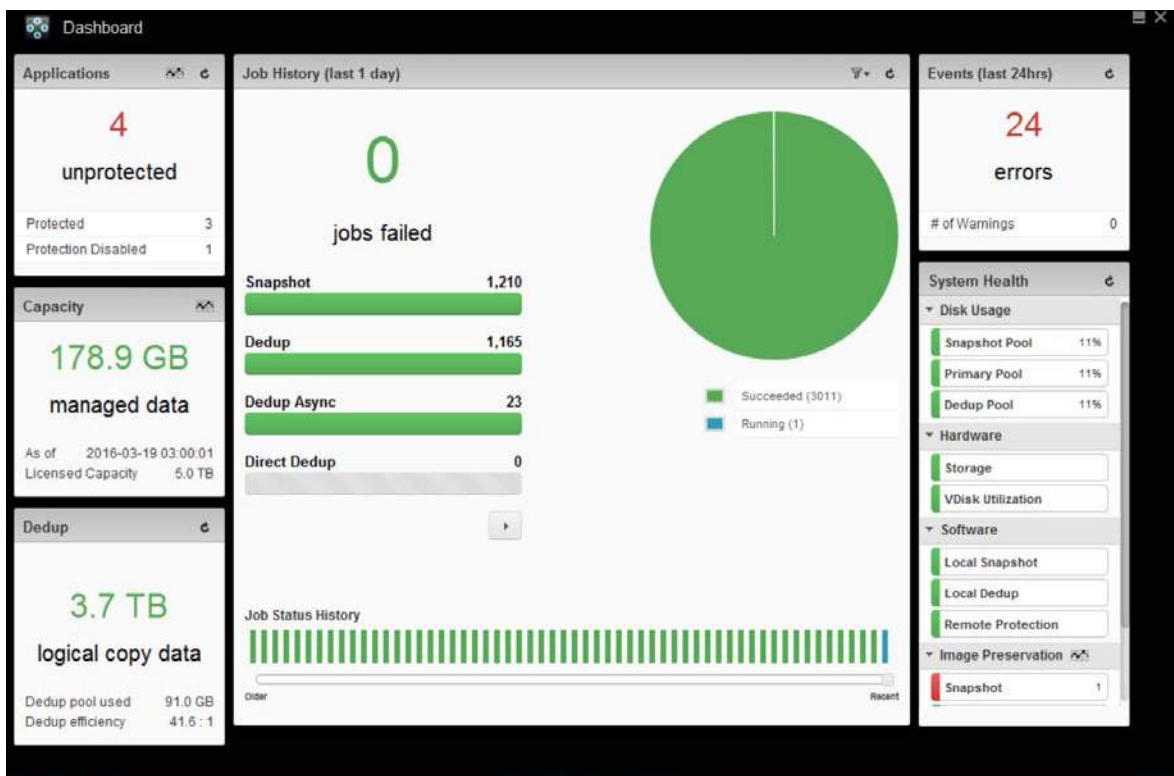 Dashboard
Applications
4
unprotected
Protected 3
Protection Disabled 1
Capacity
178.9 GB
managed data
As of 2016-03-19 03:00:01
Licensed Capacity 5.0 TB
Dedup
3.7 TB
logical copy data
Dedup pool used 91.0 GB
Dedup efficiency 41.6 : 1
Job History (last 1 day)
0
jobs failed
Snapshot 1,210
Dedup 1,165
Dedup Async 23
Direct Dedup 0
Succeeded (3011)
Running (1)
Job Status History
Older Recent
Events (last 24hrs)
24
errors
# of Warnings 0
System Health
Disk Usage
Snapshot Pool 11%
Primary Pool 11%
Dedup Pool 11%
Hardware
Storage
VDisk Utilization
Software
Local Snapshot
Local Dedup
Remote Protection
Image Preservation
Snapshot 1